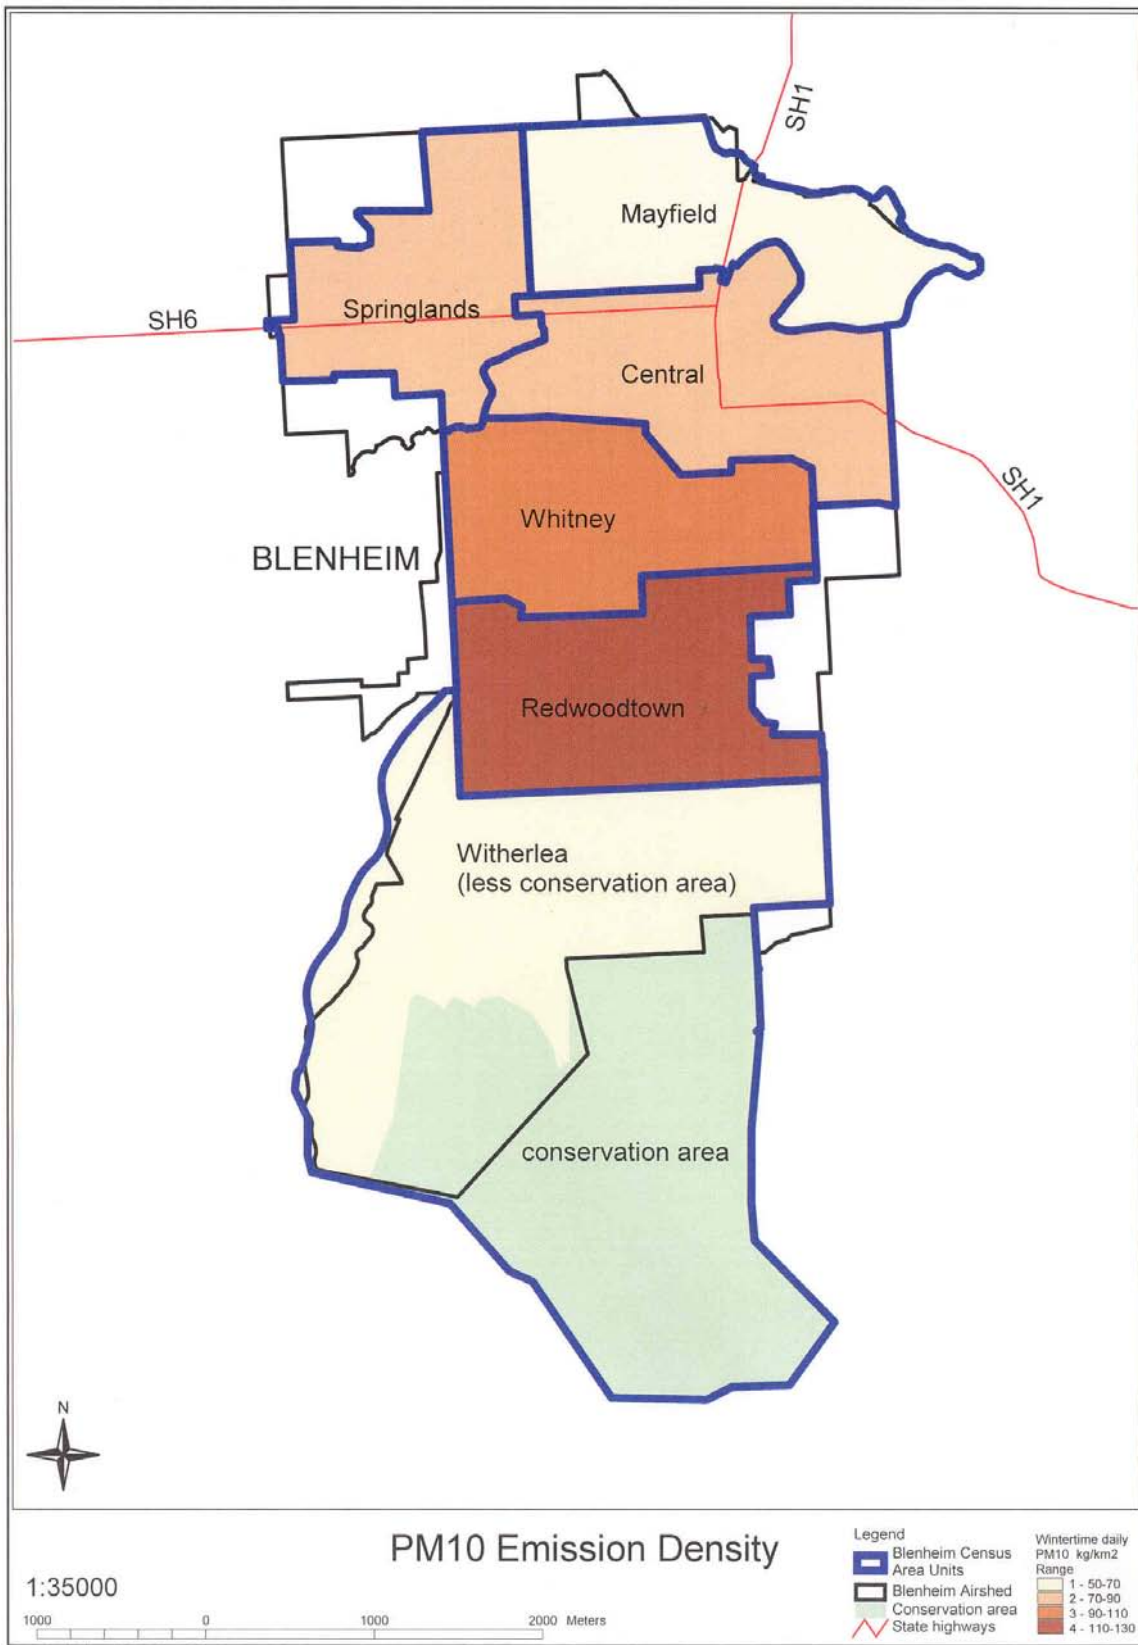 SH1
Mayfield
Springlands
SH6
Central
SH1
Whitney
BLENHEIM
Redwoodtown
Witherlea
(less conservation area)
conservation area
N
PM10 Emission Density
1:35000
1000 0 1000 2000 Meters
Legend
Blenheim Census
Area Units
Blenheim Airshed
Conservation area
State highways
Wintertime daily
PM10 kg/km2
Range
1 - 50-70
2 - 70-90
3 - 90-110
4 - 110-130